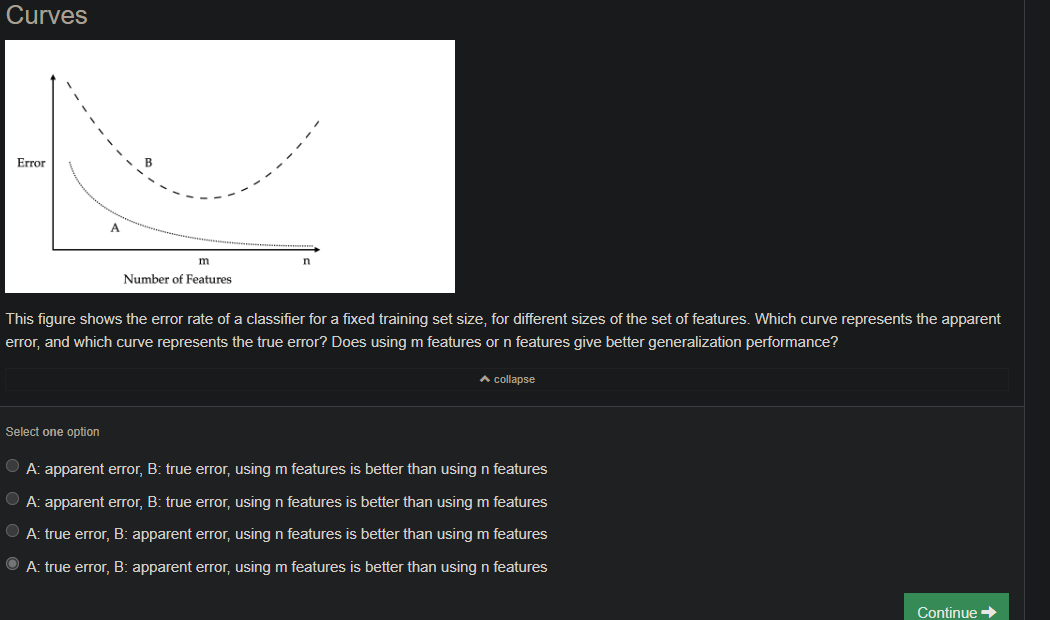 Curves
Error
B
A
m
n
Number of Features
This figure shows the error rate of a classifier for a fixed training set size, for different sizes of the set of features. Which curve represents the apparent
error, and which curve represents the true error? Does using m features or n features give better generalization performance?
collapse
Select one option
A: apparent error, B: true error, using m features is better than using n features
A: apparent error, B: true error, using n features is better than using m features
A: true error, B: apparent error, using n features is better than using m features
A: true error, B: apparent error, using m features is better than using n features
Continue